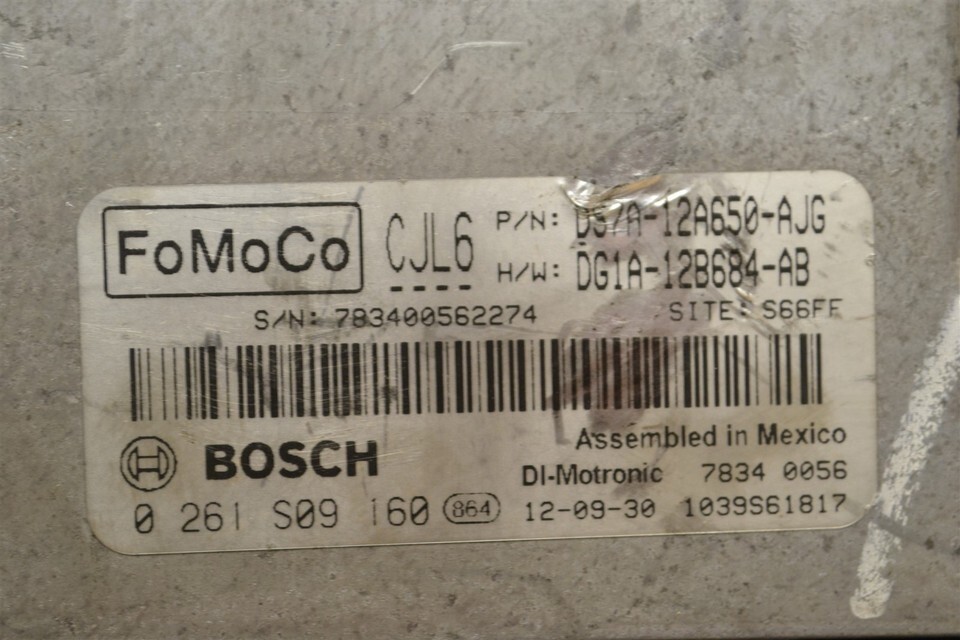 FoMoCo CJL6 P/N: DS7A-12A650-AJG
H/W: DG1A-12B684-AB
S/N: 783400562274 SITE: S66FF
BOSCH Assembled in Mexico
DI-Motronic 7834 0056
0 261 S09 160 864 12-09-30 1039S61817